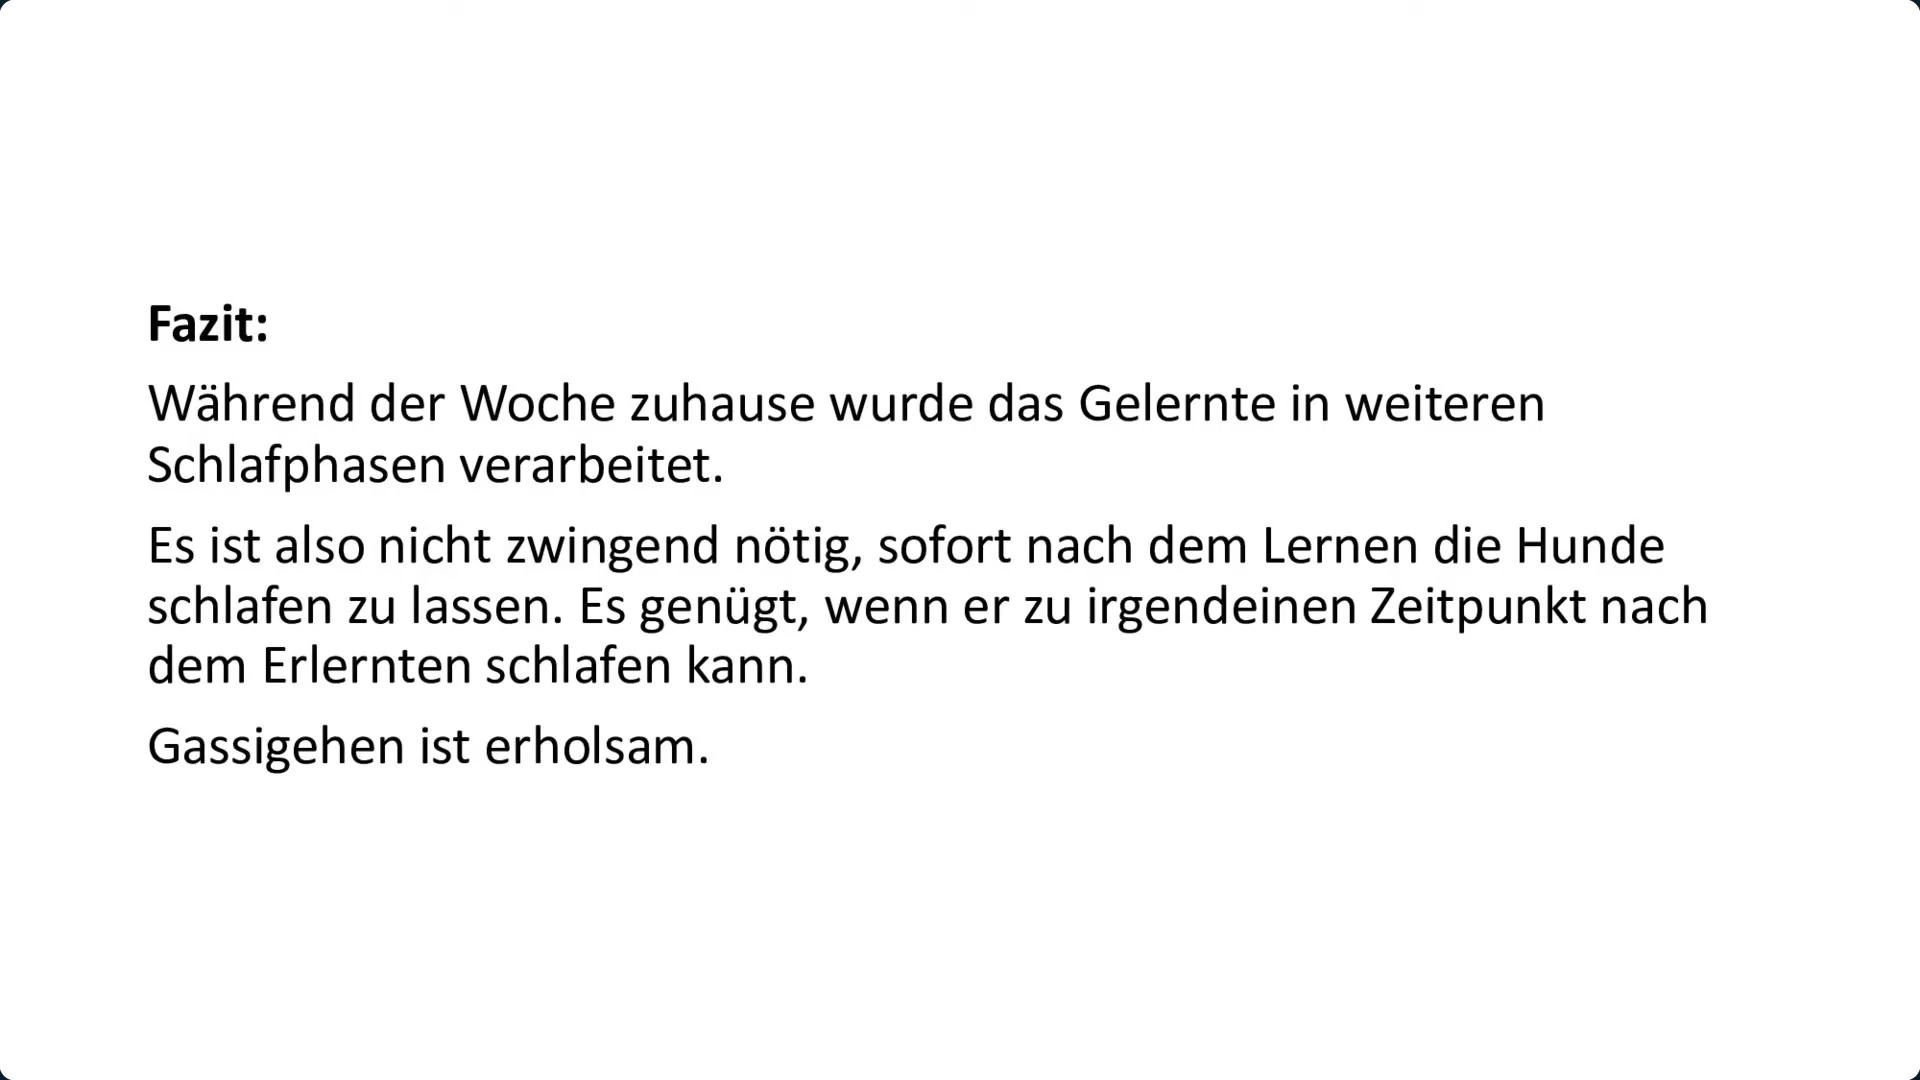 Fazit:
Während der Woche zuhause wurde das Gelernte in weiteren
Schlafphasen verarbeitet.
Es ist also nicht zwingend nötig, sofort nach dem Lernen die Hunde
schlafen zu lassen. Es genügt, wenn er zu irgendeinen Zeitpunkt nach
dem Erlernten schlafen kann.
Gassigehen ist erholsam.